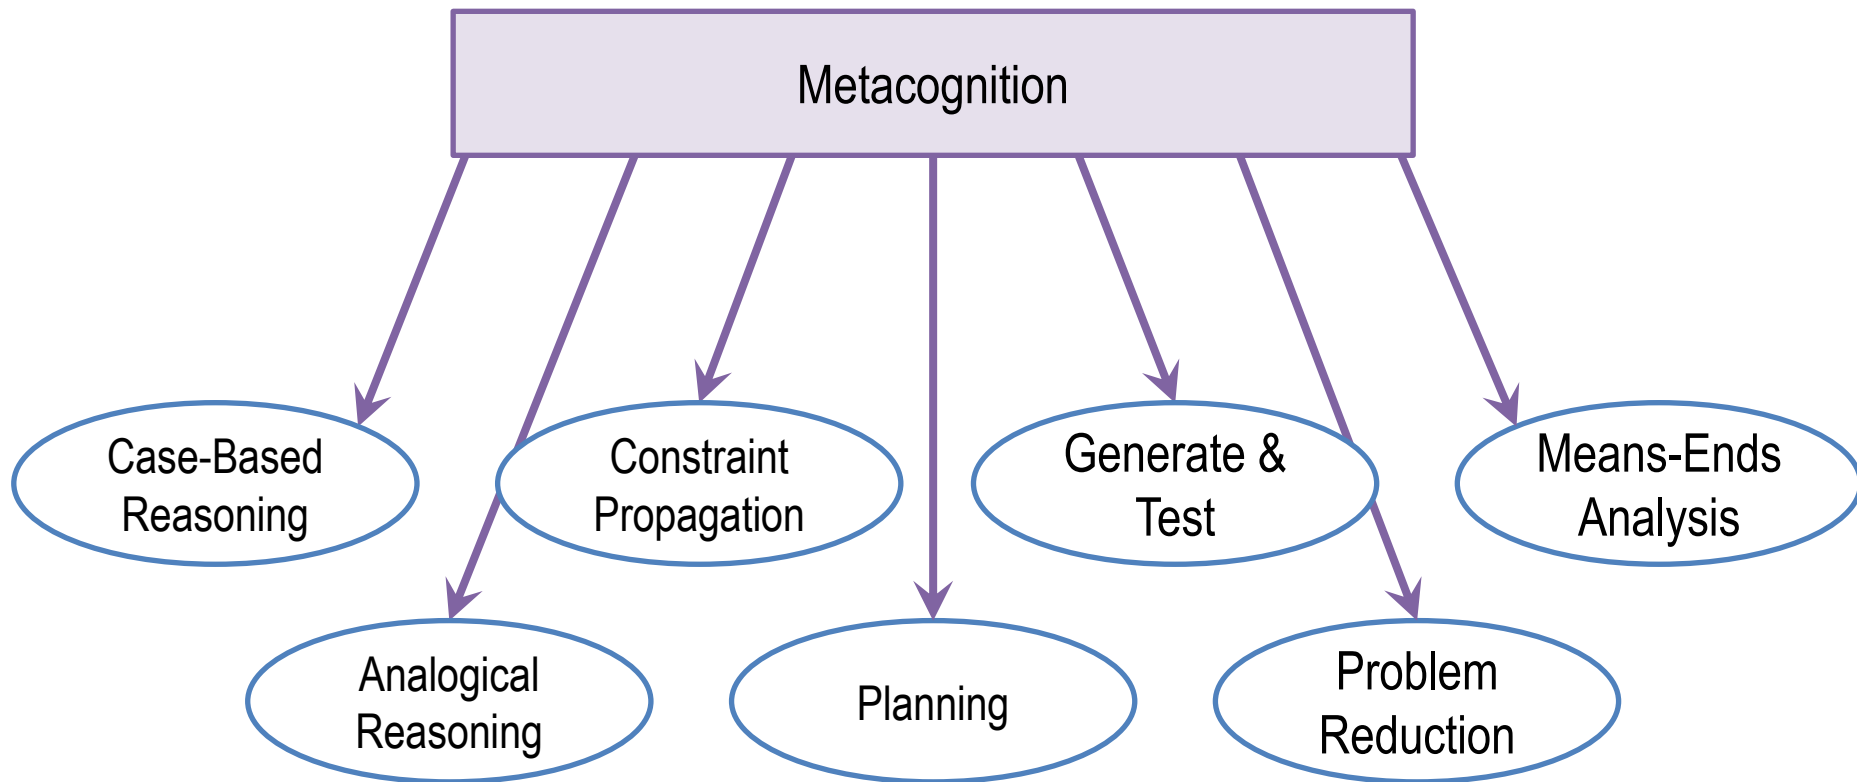 Metacognition
Case-Based
Reasoning
Constraint
Propagation
Generate &
Test
Means-Ends
Analysis
Analogical
Reasoning
Planning
Problem
Reduction